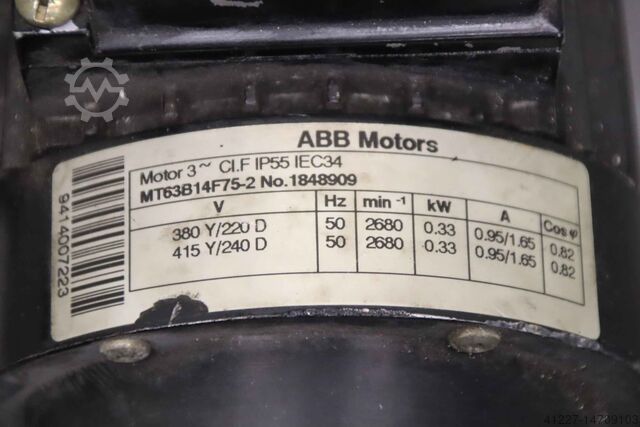 ABB Motors
Motor 3~ Cl.F IP55 IEC34
MT63B14F75-2 No.1848909
V Hz min -1 kW A Cos φ
380 Y/220 D 50 2680 0.33 0.95/1.65 0.82
415 Y/240 D 50 2680 0.33 0.95/1.65 0.82
9414007223
41227-14709103